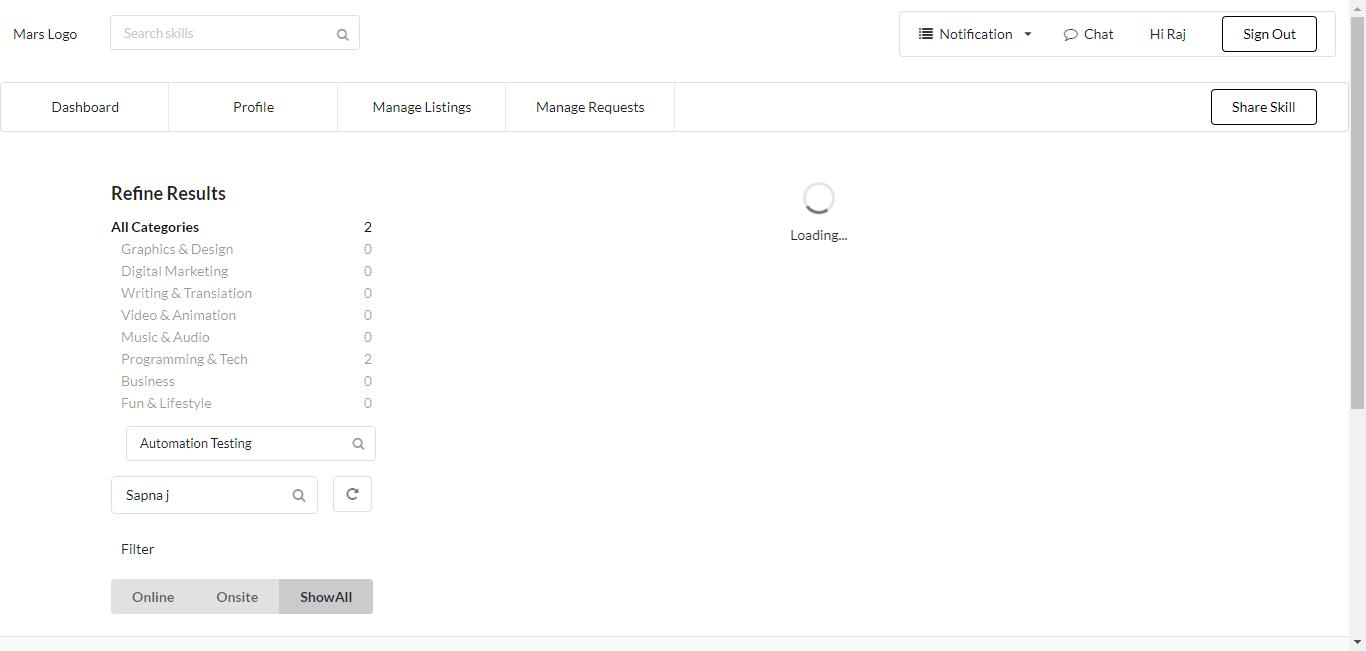 Mars Logo
Search skills
Notification
Chat
Hi Raj
Sign Out
Dashboard
Profile
Manage Listings
Manage Requests
Share Skill
Refine Results
All Categories 2
Graphics & Design 0
Digital Marketing 0
Writing & Translation 0
Video & Animation 0
Music & Audio 0
Programming & Tech 2
Business 0
Fun & Lifestyle 0
Automation Testing
Sapna j
Filter
Online Onsite ShowAll
Loading...